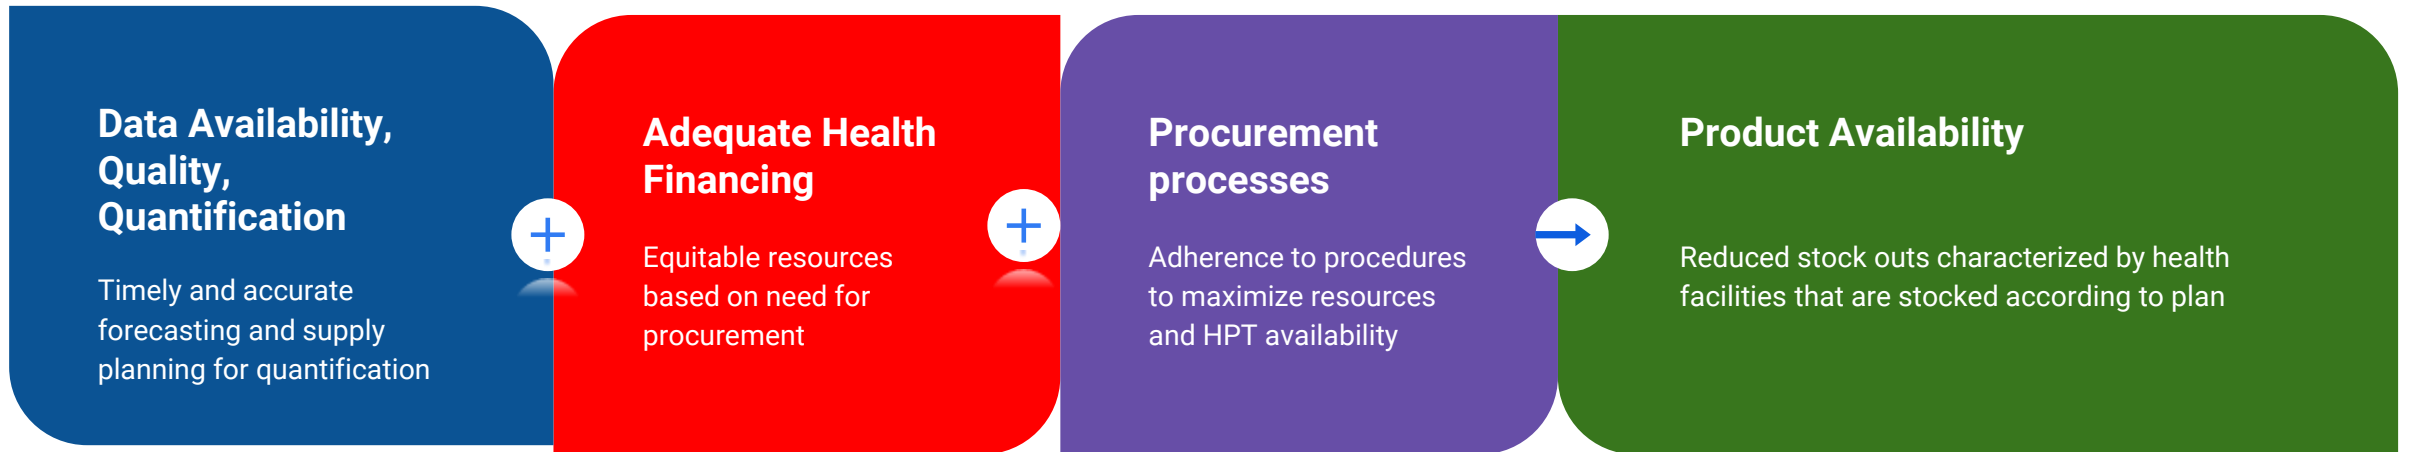 Data Availability,
Quality,
Quantification
Timely and accurate
forecasting and supply
planning for quantification
Adequate Health
Financing
Equitable resources
based on need for
procurement
Procurement
processes
Adherence to procedures
to maximize resources
and HPT availability
Product Availability
Reduced stock outs characterized by health
facilities that are stocked according to plan